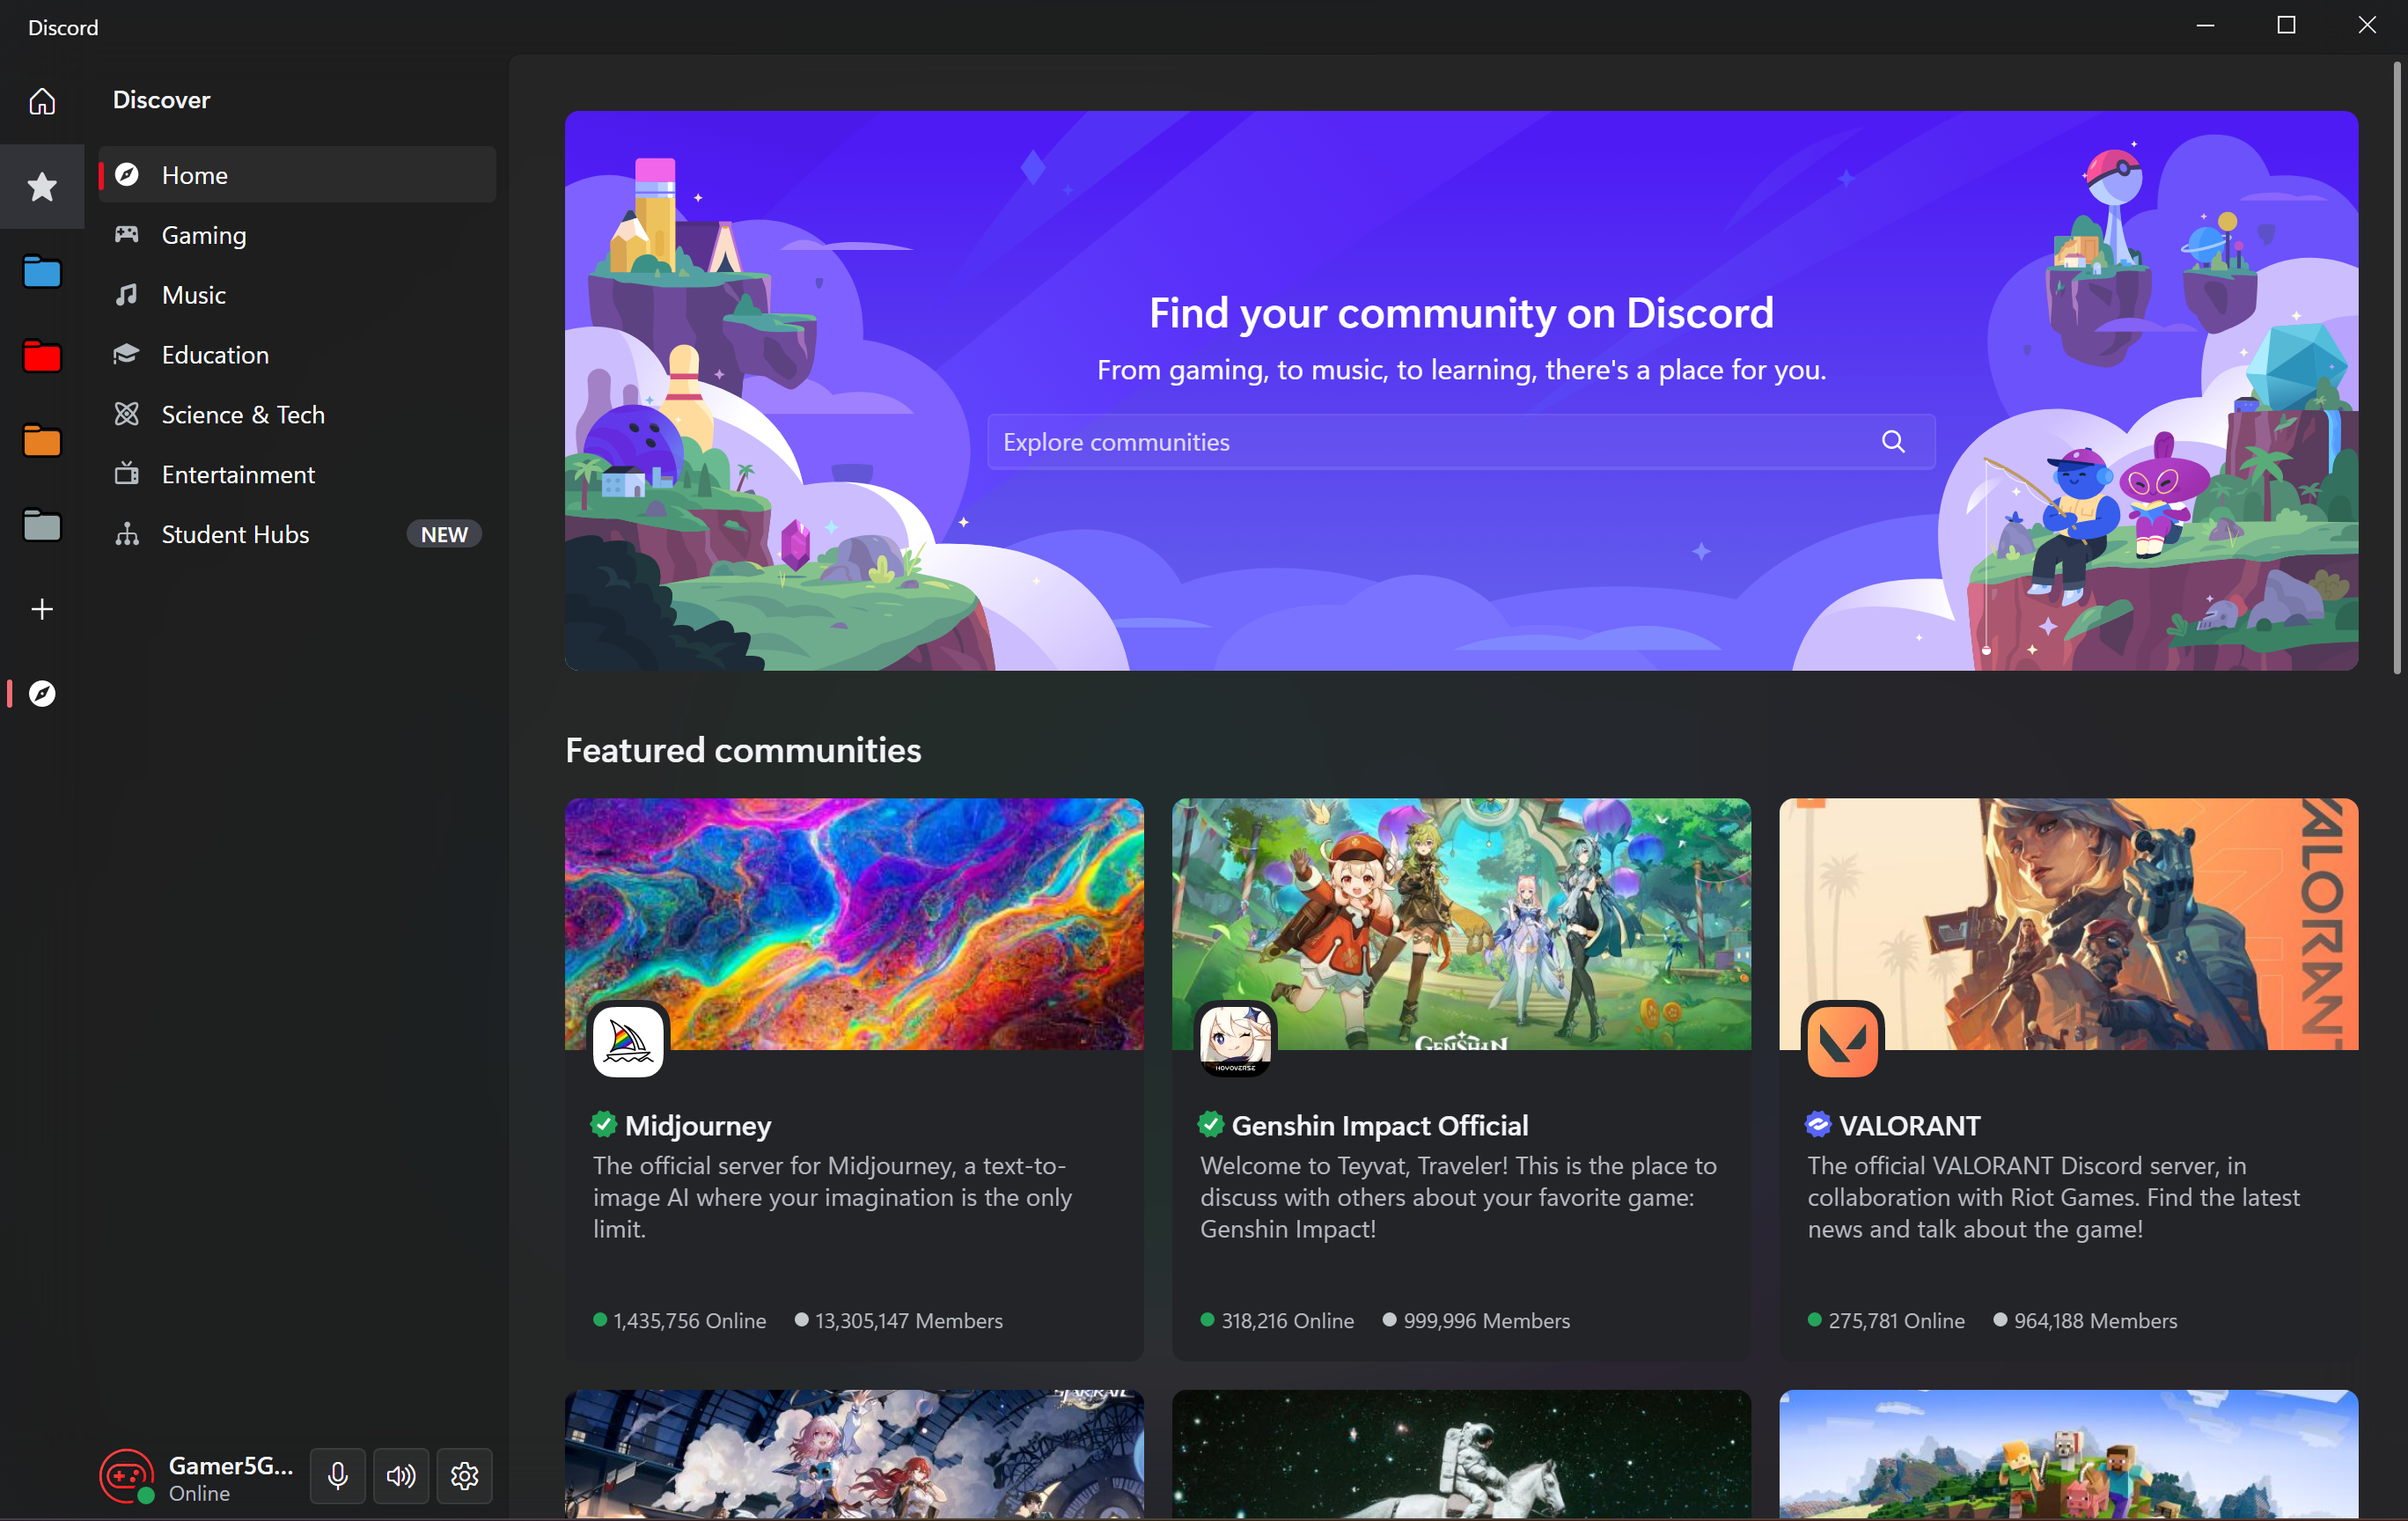 Discord
Discover
Home
Gaming
Music
Education
Science & Tech
Entertainment
Student Hubs
NEW
Find your community on Discord
From gaming, to music, to learning, there's a place for you.
Explore communities
Featured communities
VALORANT
GENSHIN
HOYOVERSE
Midjourney
The official server for Midjourney, a text-to-
image AI where your imagination is the only
limit.
1,435,756 Online
13,305,147 Members
Genshin Impact Official
Welcome to Teyvat, Traveler! This is the place to
discuss with others about your favorite game:
Genshin Impact!
318,216 Online
999,996 Members
VALORANT
The official VALORANT Discord server, in
collaboration with Riot Games. Find the latest
news and talk about the game!
275,781 Online
964,188 Members
Gamer5G...
Online